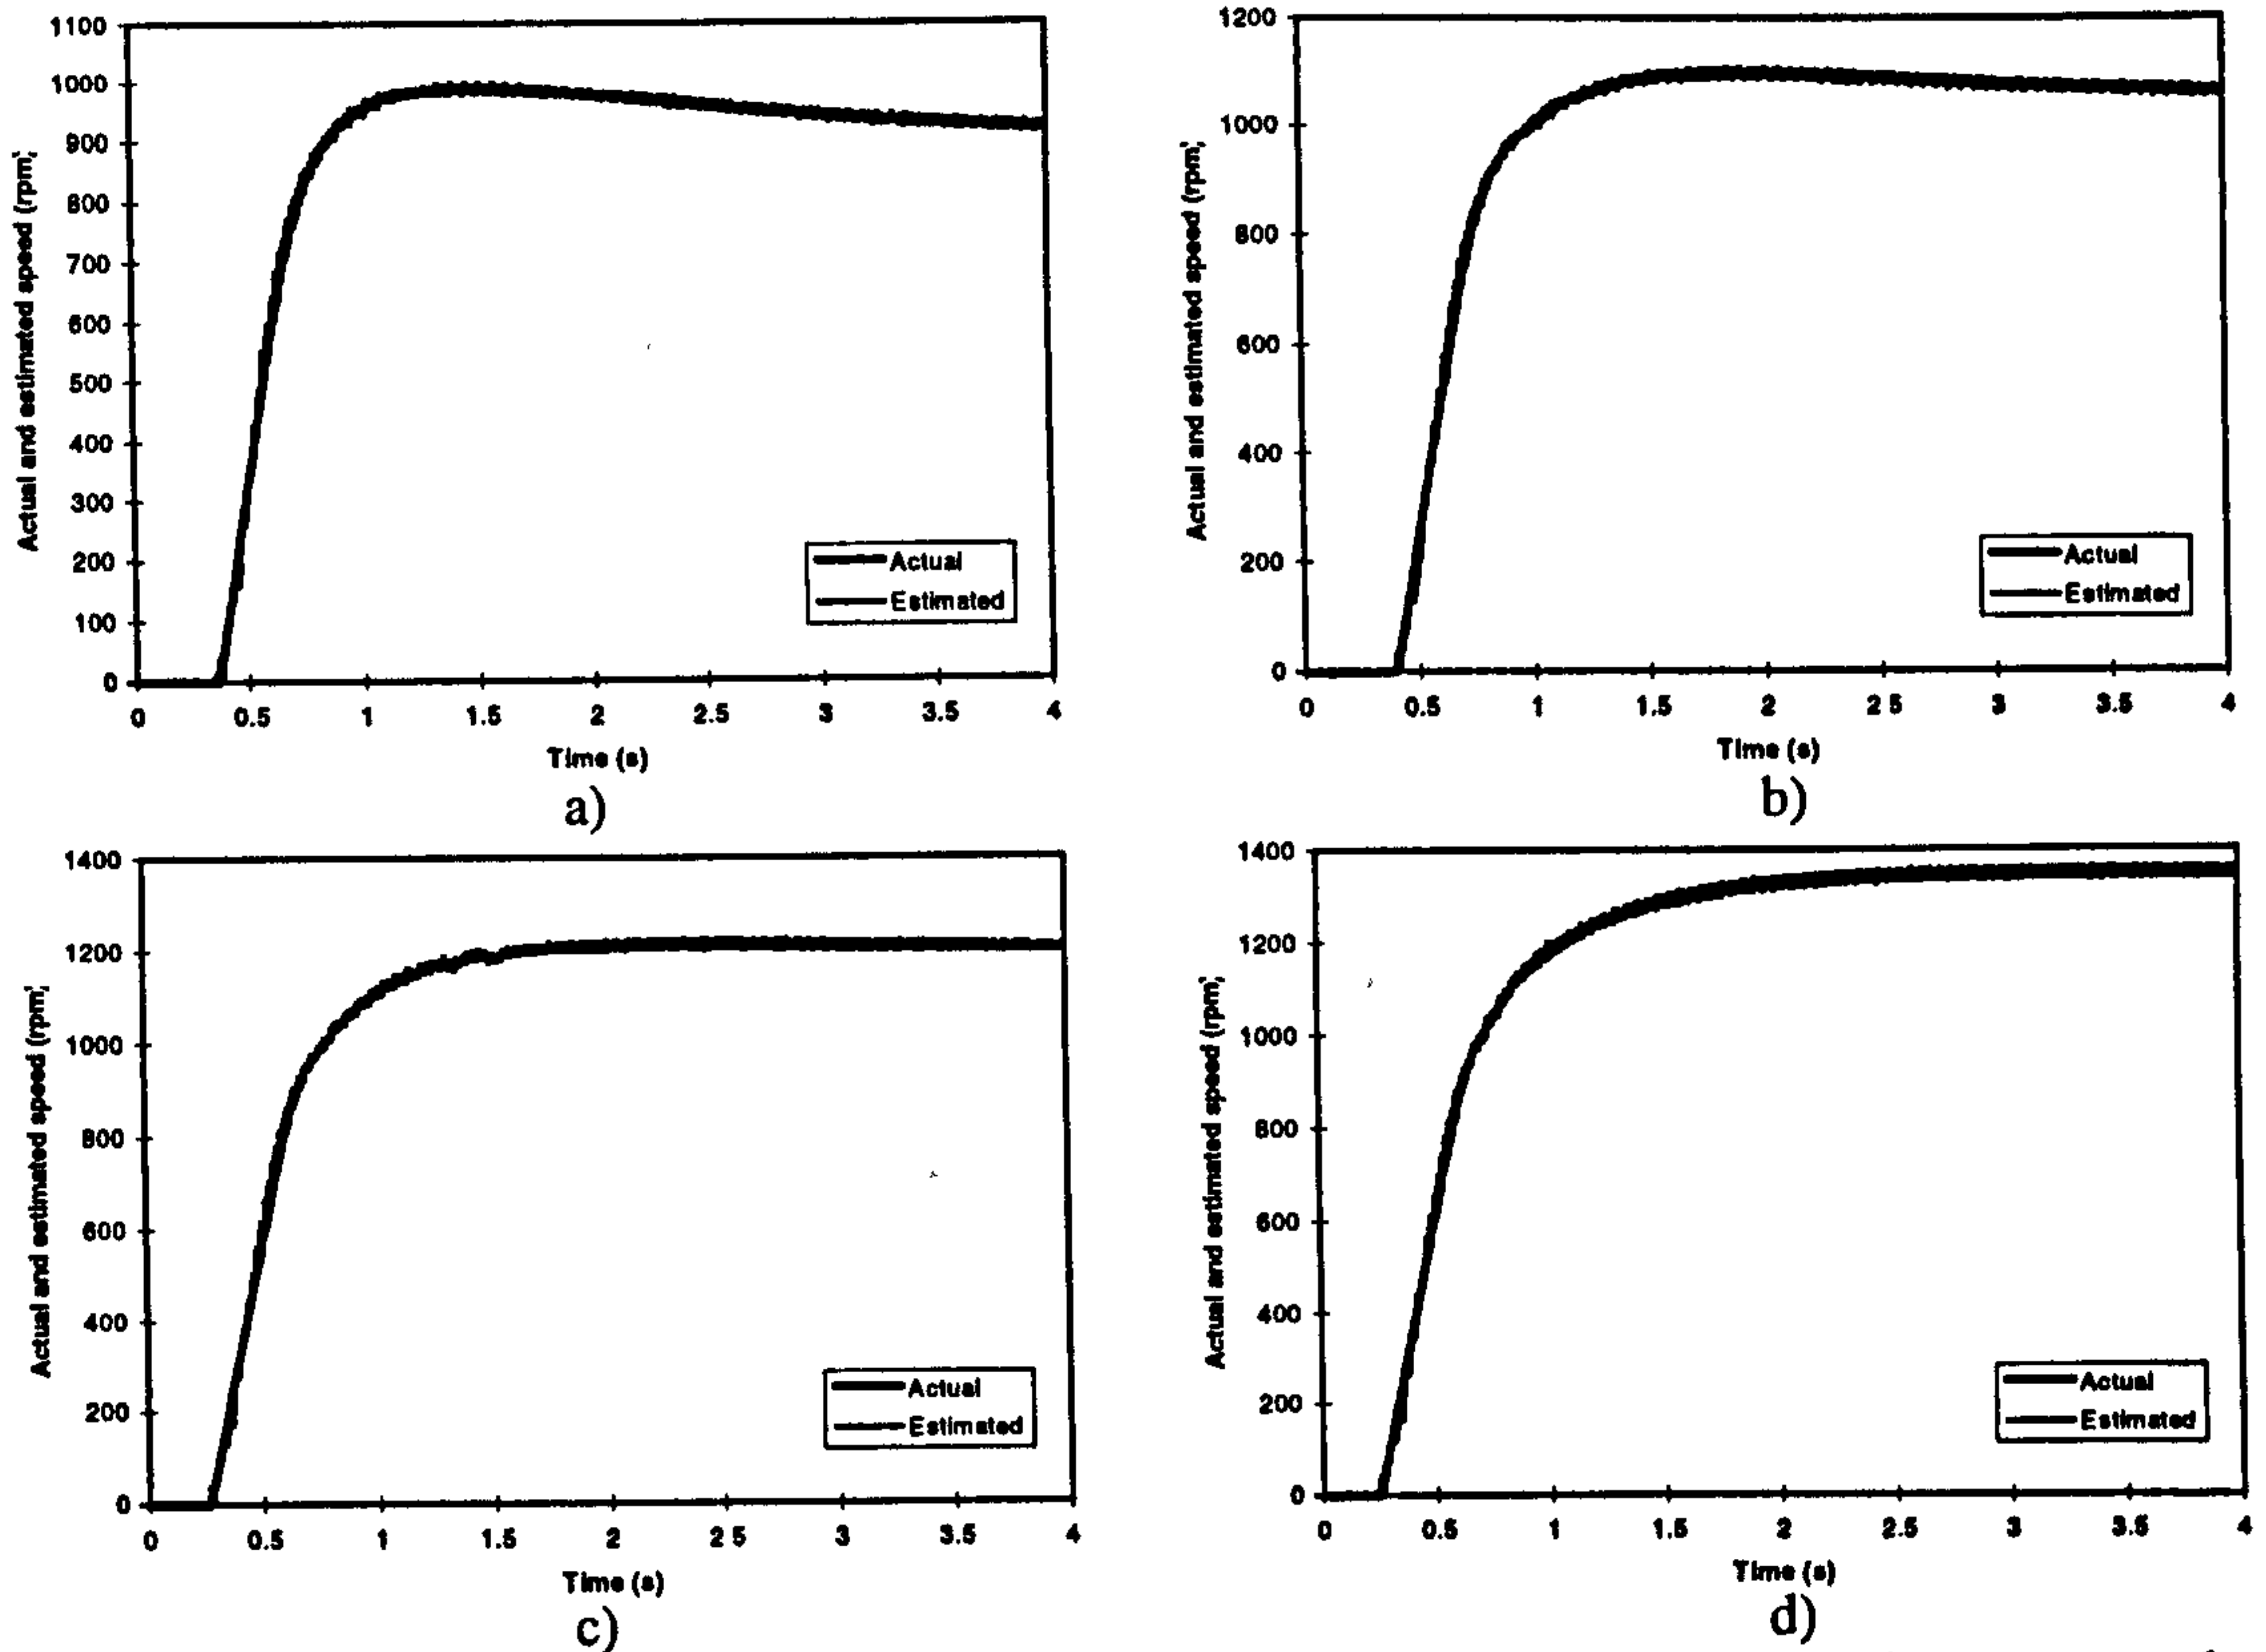 1100
1000
900
800
700
600
500
400
300
200
100
0
Actual and estimated speed (rpm)
Actual
Estimated
0 0.5 1 1.5 2 2.5 3 3.5 4
Time (s)
a)
1200
1000
800
600
400
200
0
Actual and estimated speed (rpm)
Actual
Estimated
0 0.5 1 1.5 2 2.5 3 3.5 4
Time (s)
b)
1400
1200
1000
800
600
400
200
0
Actual and estimated speed (rpm)
Actual
Estimated
0 0.5 1 1.5 2 2.5 3 3.5 4
Time (s)
c)
1400
1200
1000
800
600
400
200
0
Actual and estimated speed (rpm)
Actual
Estimated
0 0.5 1 1.5 2 2.5 3 3.5 4
Time (s)
d)